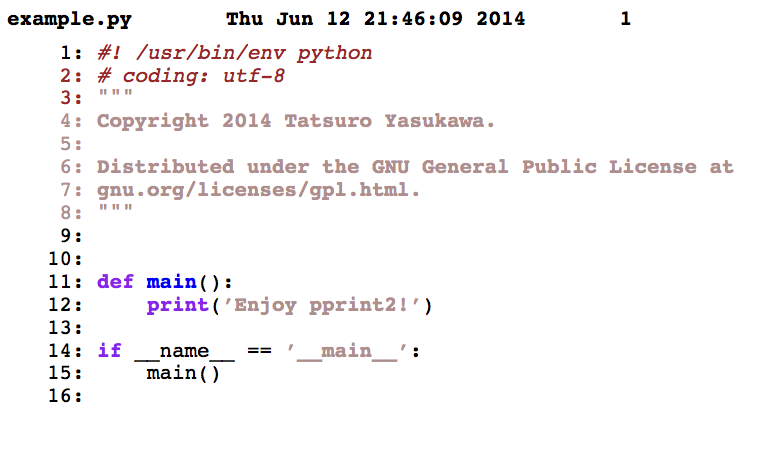 example.py Thu Jun 12 21:46:09 2014 1
1: #! /usr/bin/env python
2: # coding: utf-8
3: """
4: Copyright 2014 Tatsuro Yasukawa.
5:
6: Distributed under the GNU General Public License at
7: gnu.org/licenses/gpl.html.
8: """
9:
10:
11: def main():
12:     print('Enjoy pprint2!')
13:
14: if __name__ == '__main__':
15:     main()
16: